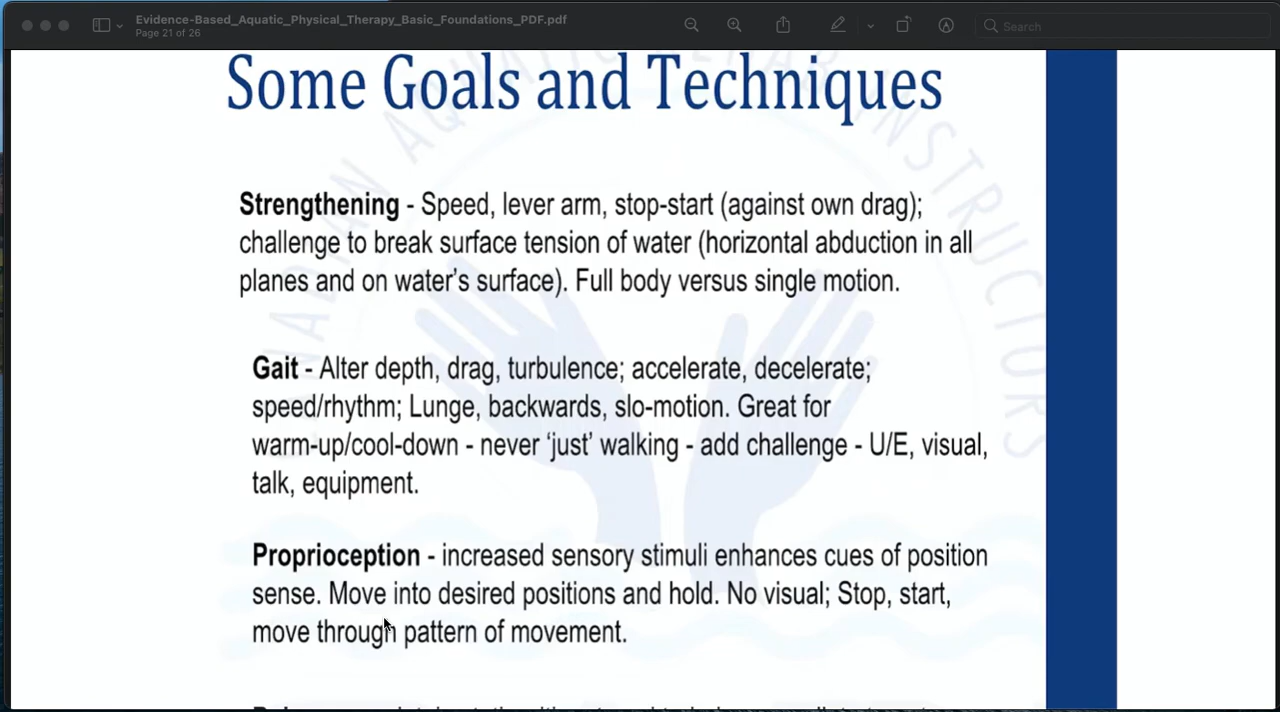 Evidence-Based_Aquatic_Physical_Therapy_Basic_Foundations_PDF.pdf
Page 21 of 26
Search
Some Goals and Techniques
Strengthening - Speed, lever arm, stop-start (against own drag);
challenge to break surface tension of water (horizontal abduction in all
planes and on water's surface). Full body versus single motion.
Gait - Alter depth, drag, turbulence; accelerate, decelerate;
speed/rhythm; Lunge, backwards, slo-motion. Great for
warm-up/cool-down - never ‘just’ walking - add challenge - U/E, visual,
talk, equipment.
Proprioception - increased sensory stimuli enhances cues of position
sense. Move into desired positions and hold. No visual; Stop, start,
move through pattern of movement.